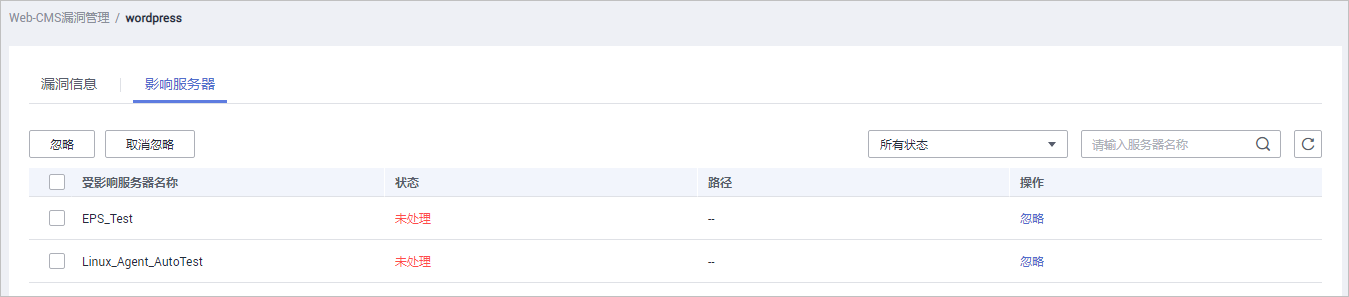 Web-CMS漏洞管理 / wordpress
漏洞信息 影响服务器
忽略 取消忽略 所有状态 请输入服务器名称
受影响服务器名称 状态 路径 操作
EPS_Test 未处理 -- 忽略
Linux_Agent_AutoTest 未处理 -- 忽略